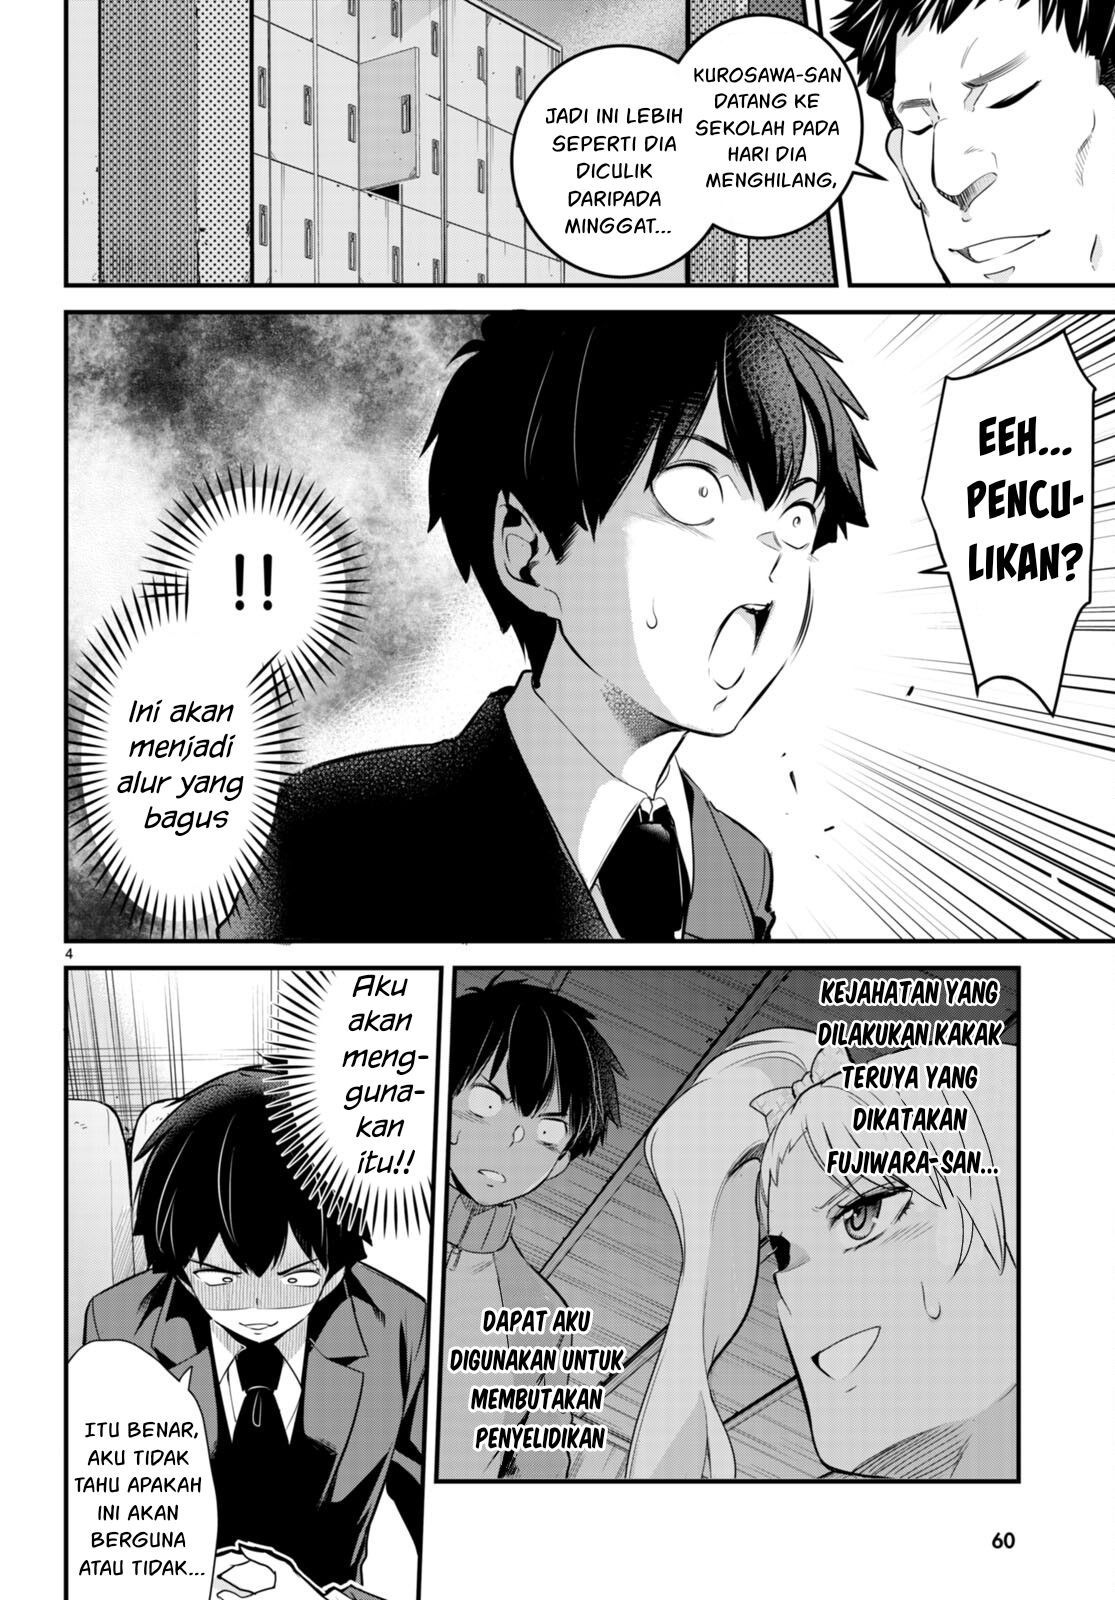 KUROSAWA-SAN
DATANG KE
SEKOLAH PADA
HARI DIA
MENGHILANG,
JADI INI LEBIH
SEPERTI DIA
DICULIK
DARIPADA
MINGGAT...
EEH...
PENCU-
LIKAN?
!!
Ini akan
menjadi
alur yang
bagus
4
KEJAHATAN YANG
DILAKUKAN KAKAK
TERUYA YANG
DIKATAKAN
FUJIWARA-SAN...
DAPAT AKU
DIGUNAKAN UNTUK
MEMBUTAKAN
PENYELIDIKAN
Aku
akan
meng-
guna-
kan
itu!!
ITU BENAR,
AKU TIDAK
TAHU APAKAH
INI AKAN
BERGUNA
ATAU TIDAK...
60